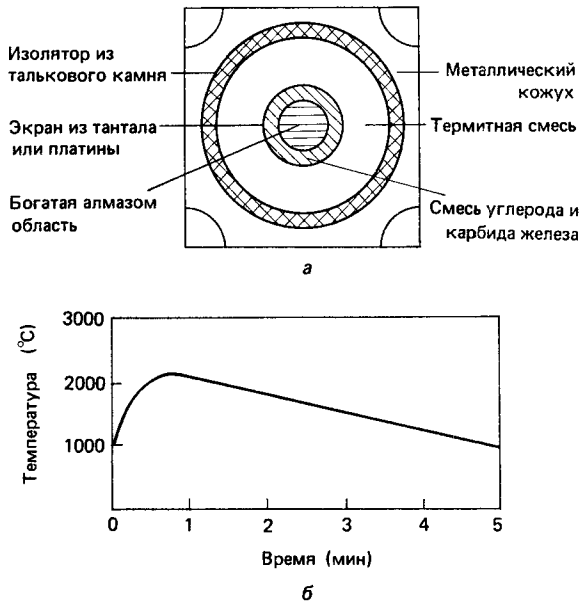 Изолятор из
талькового камня
Экран из тантала
или платины
Богатая алмазом
область
Металлический
кожух
Термитная смесь
Смесь углерода и
карбида железа
а
Температура (°C)
3000
2000
1000
0 1 2 3 4 5
Время (мин)
б